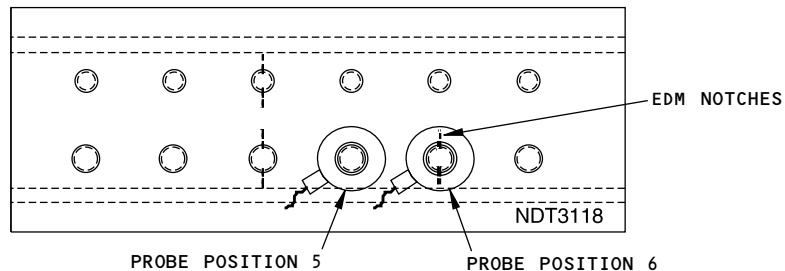 EDM NOTCHES
NDT3118
PROBE POSITION 5
PROBE POSITION 6